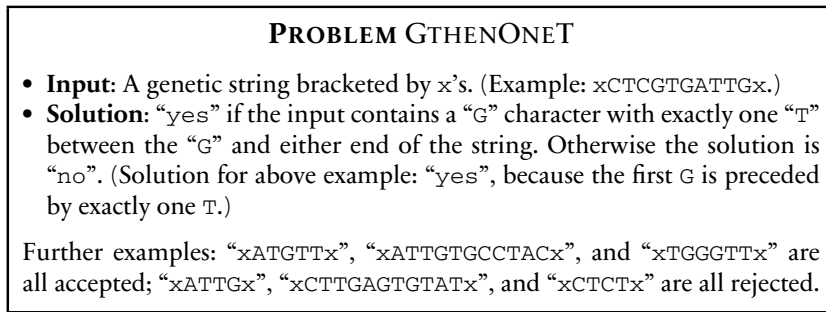 PROBLEM GTHENONET
• Input: A genetic string bracketed by x's. (Example: xCTCGTGATTGx.)
• Solution: “yes” if the input contains a “G” character with exactly one “T”
between the “G” and either end of the string. Otherwise the solution is
“no”. (Solution for above example: “yes”, because the first G is preceded
by exactly one T.)
Further examples: “xATGTTx”, “xATTGTGCCTACx”, and “xTGGGTTx” are
all accepted; “xATTGx”, “xCTTGAGTGTATx”, and “xCTCTx” are all rejected.